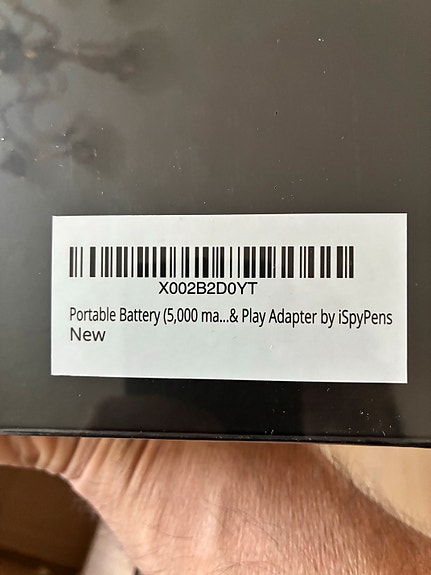 X002B2D0YT
Portable Battery (5,000 ma...& Play Adapter by iSpyPens
New